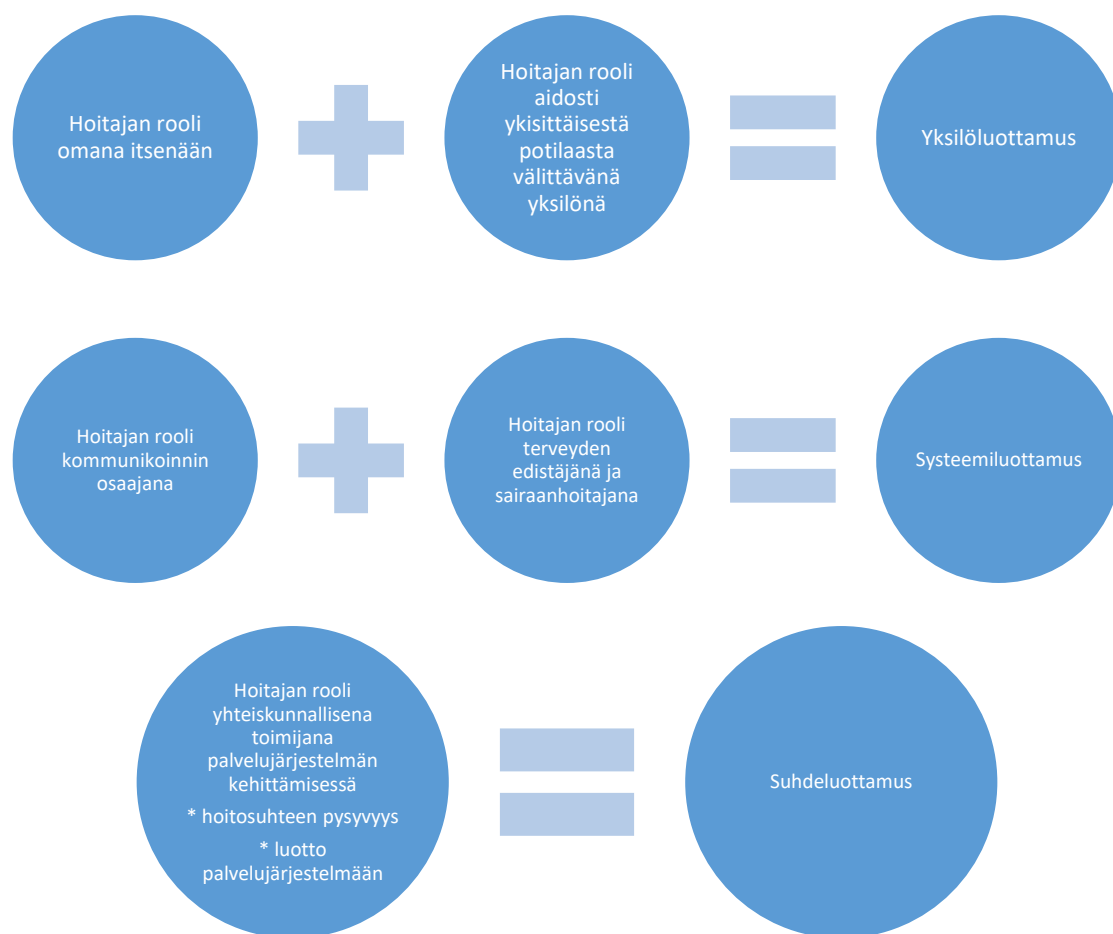 Hoitajan rooli
omana itsenään
Hoitajan rooli
aidosti
ykisittäisestä
potilaasta
välittävänä
yksilönä
Yksilöluottamus
Hoitajan rooli
kommunikoinnin
osaajana
Hoitajan rooli
terveyden
edistäjänä ja
sairaanhoitajana
Systeemiluottamus
Hoitajan rooli
yhteiskunnallisena
toimijana
palvelujärjestelmän
kehittämisessä
* hoitosuhteen pysyvyys
* luotto
palvelujärjestelmään
Suhdeluottamus